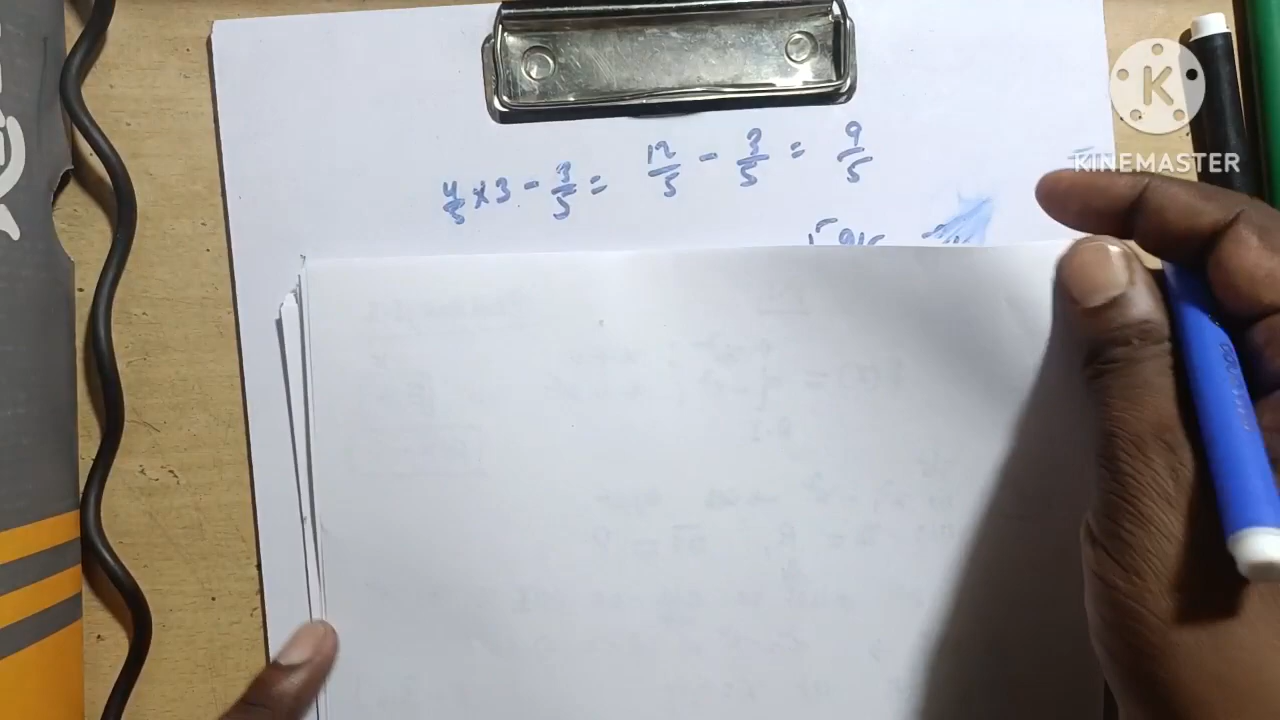 4/5 × 3 - 3/5 = 12/5 - 3/5 = 9/5
K
KINEMASTER